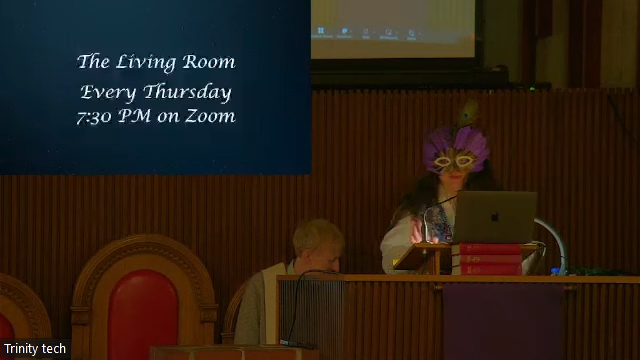 The Living Room
Every Thursday
7:30 PM on Zoom
Trinity tech